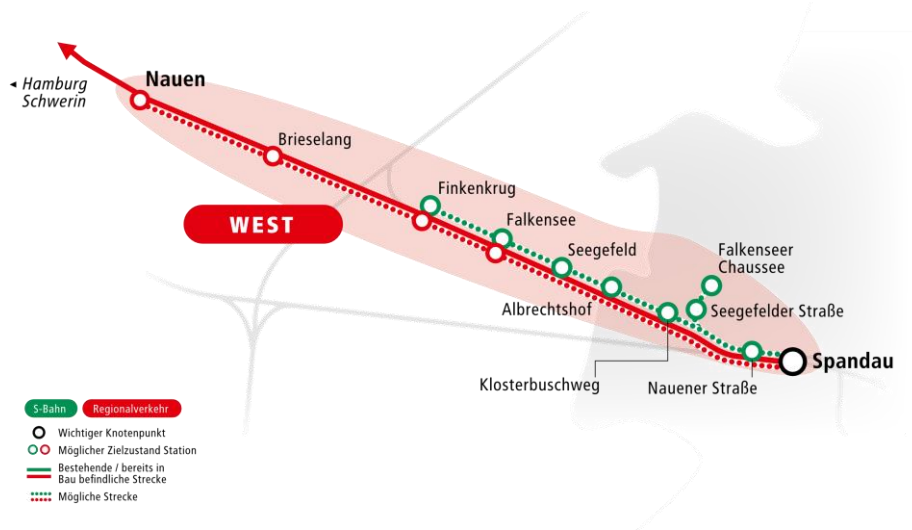 Nauen
◂ Hamburg
Schwerin
Brieselang
Finkenkrug
WEST
Falkensee
Seegefeld
Falkenseer
Chaussee
Albrechtshof
Seegefelder Straße
Spandau
Klosterbuschweg
Nauener Straße
S-Bahn
Regionalverkehr
Wichtiger Knotenpunkt
Möglicher Zielzustand Station
Bestehende / bereits in
Bau befindliche Strecke
Mögliche Strecke